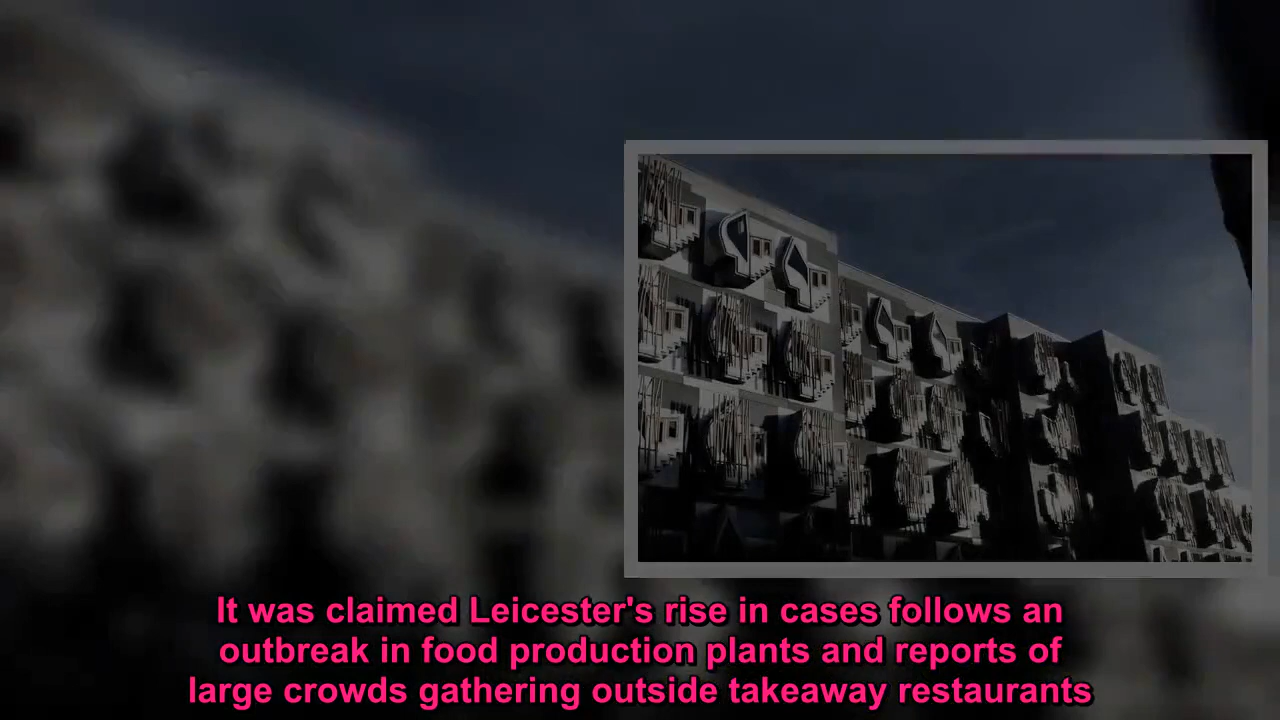 It was claimed Leicester's rise in cases follows an
outbreak in food production plants and reports of
large crowds gathering outside takeaway restaurants